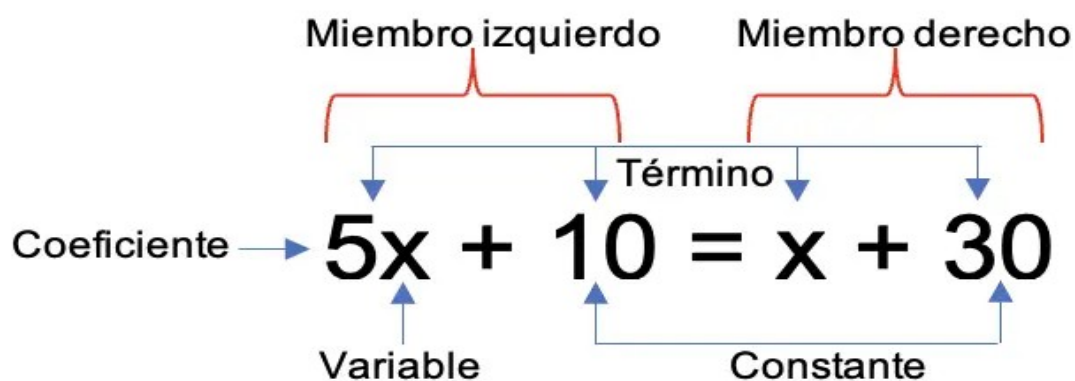 Miembro izquierdo Miembro derecho
Término
Coeficiente 5x + 10 = x + 30
Variable Constante